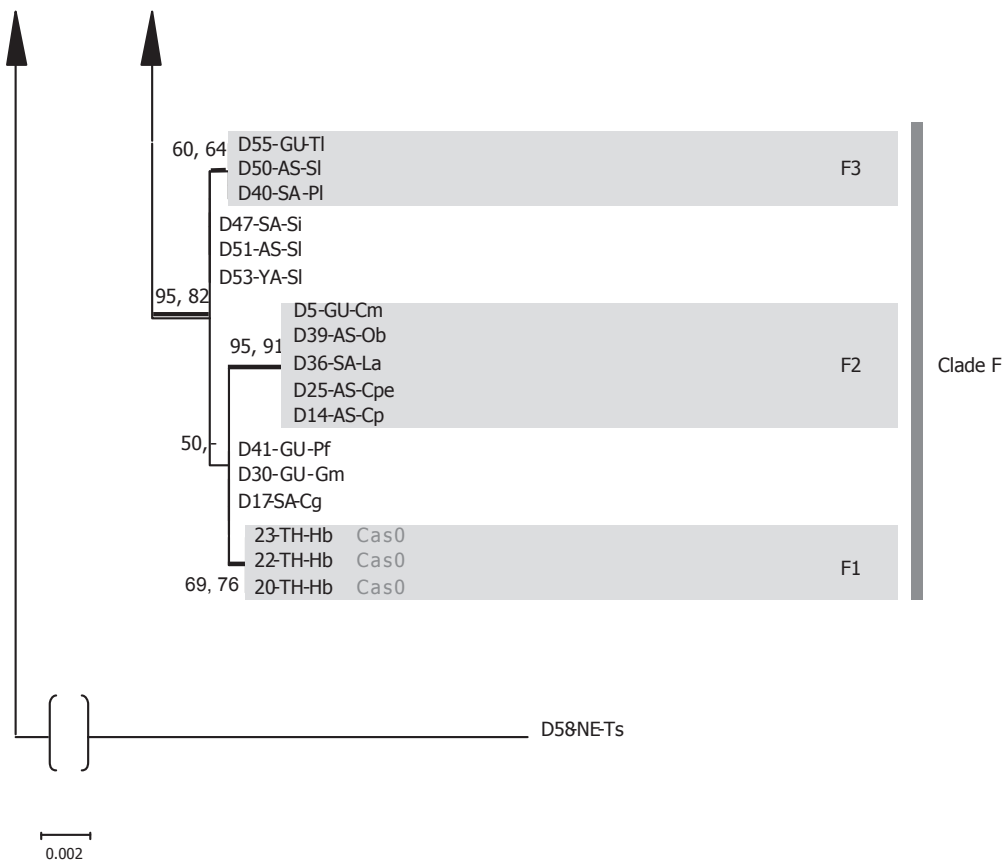 60, 64
D55-GU-Tl
D50-AS-Sl
D40-SA-Pl
F3
D47-SA-Si
D51-AS-Sl
D53-YA-Sl
95, 82
D5-GU-Cm
D39-AS-Ob
95, 91
D36-SA-La
D25-AS-Cpe
D14-AS-Cp
F2
Clade F
50, -
D41-GU-Pf
D30-GU-Gm
D17-SA-Cg
23-TH-Hb Cas0
22-TH-Hb Cas0
20-TH-Hb Cas0
F1
69, 76
D58-NE-Ts
0.002